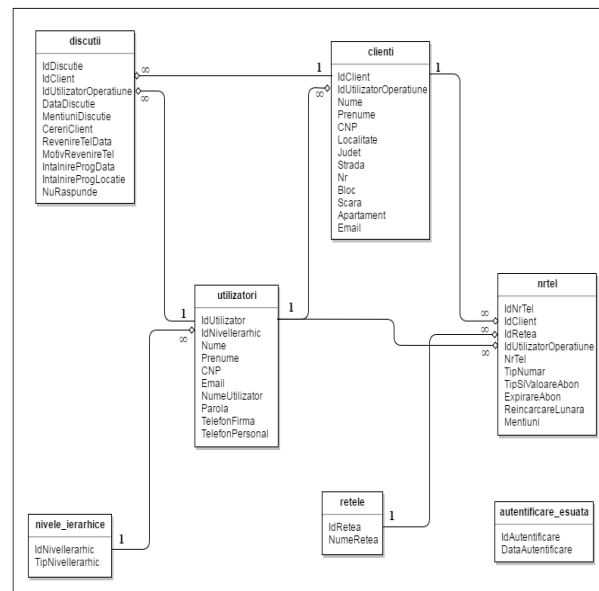 discutii
IdDiscutie
IdClient
IdUtilizatorOperatiune
DataDiscutie
MentiuniDiscutie
CereriClient
RevenireTelData
MotivRevenireTel
IntalnireProgData
IntalnireProgLocatie
NuRaspunde
∞
∞
1
clienti
IdClient
IdUtilizatorOperatiune
Nume
Prenume
CNP
Localitate
Judet
Strada
Nr
Bloc
Scara
Apartament
Email
1
∞
utilizatori
IdUtilizator
IdNivelIerarhic
Nume
Prenume
CNP
Email
NumeUtilizator
Parola
TelefonFirma
TelefonPersonal
1
∞
1
nrtel
IdNrTel
IdClient
IdRetea
IdUtilizatorOperatiune
NrTel
TipNumar
TipSiValoareAbon
ExpirareAbon
ReincarcareLunara
Mentiuni
∞
∞
∞
nivele_ierarhice
IdNivelIerarhic
TipNivelIerarhic
1
retele
IdRetea
NumeRetea
1
autentificare_esuata
IdAutentificare
DataAutentificare